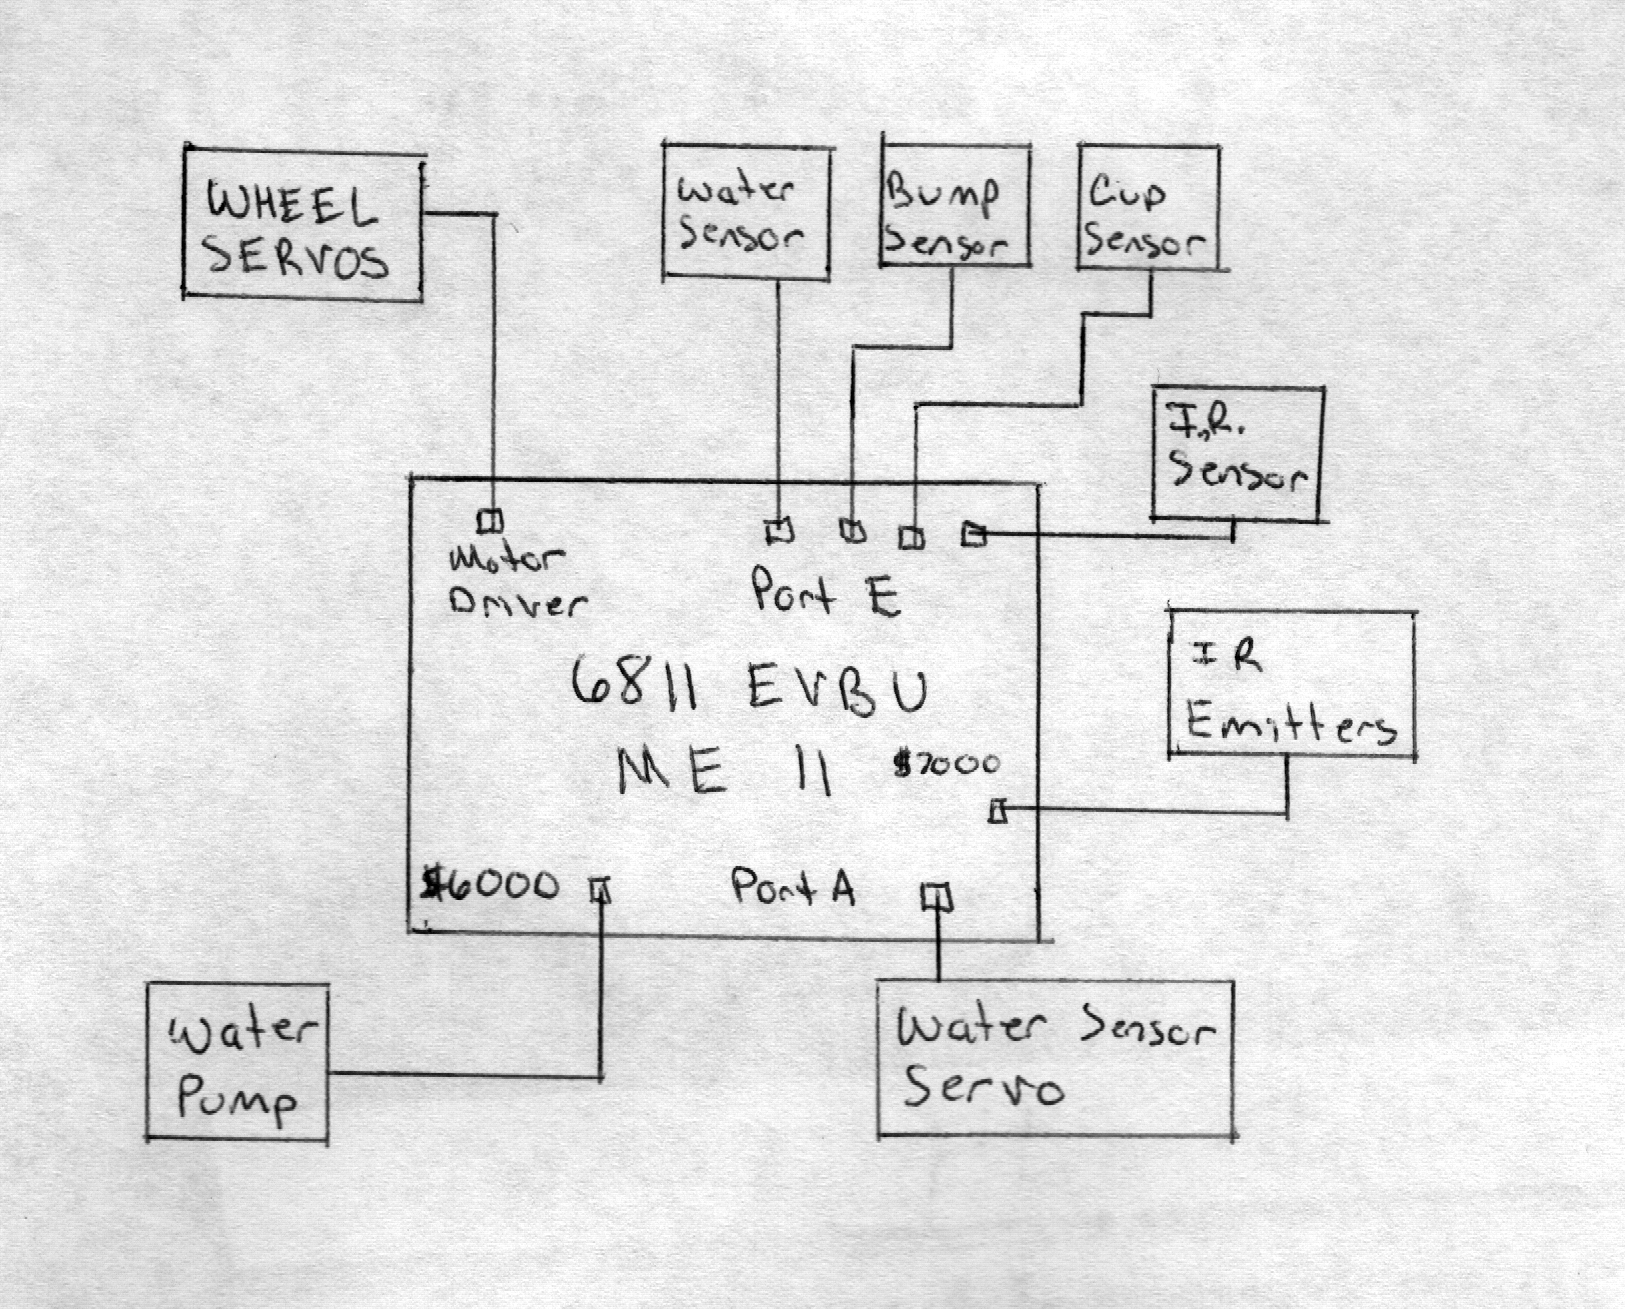 WHEEL
SERVOS
Water
Sensor
Bump
Sensor
Cup
Sensor
I.R.
Sensor
Motor
Driver
Port E
6811 EVBU
ME 11
$7000
IR
Emitters
$6000
Port A
Water
Pump
Water Sensor
Servo